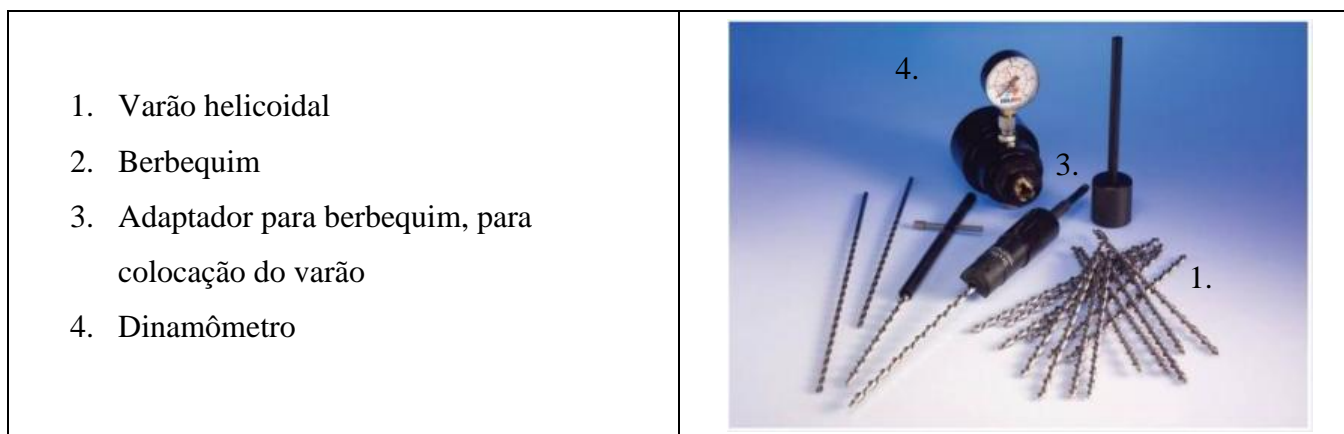 1. Varão helicoidal
2. Berbequim
3. Adaptador para berbequim, para
colocação do varão
4. Dinamômetro
4.
3.
1.